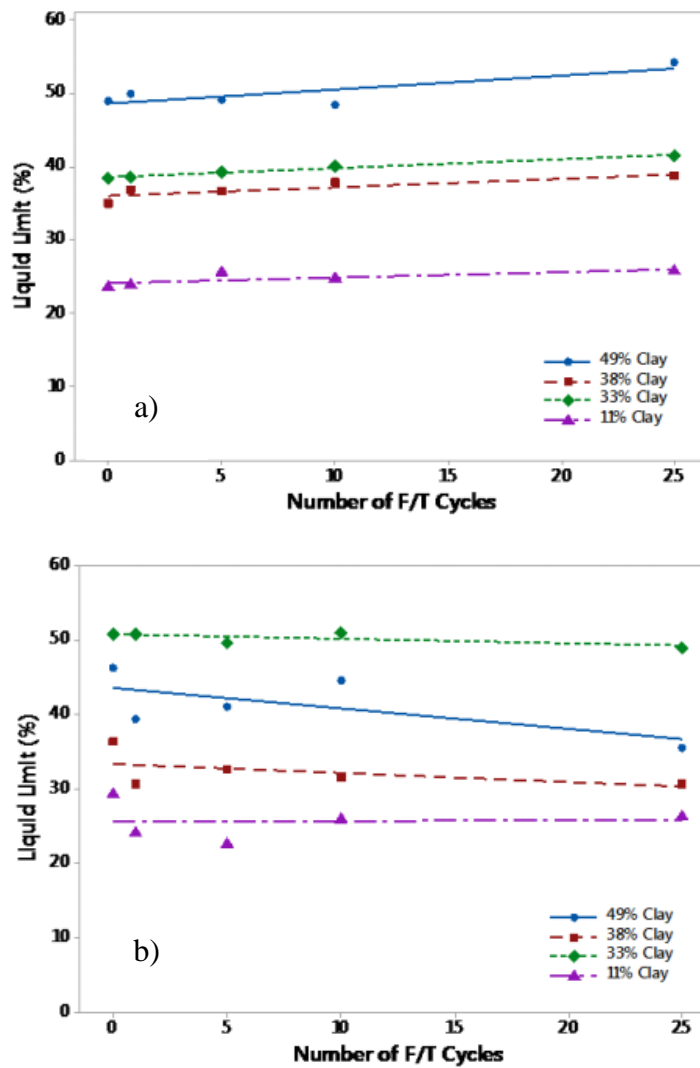 60
50
40
30
20
10
0
Liquid Limit (%)
49% Clay
38% Clay
33% Clay
11% Clay
a)
0 5 10 15 20 25
Number of F/T Cycles
60
50
40
30
20
10
0
Liquid Limit (%)
49% Clay
38% Clay
33% Clay
11% Clay
b)
0 5 10 15 20 25
Number of F/T Cycles